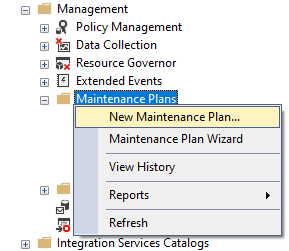 Management
Policy Management
Data Collection
Resource Governor
Extended Events
Maintenance Plans
New Maintenance Plan...
Maintenance Plan Wizard
View History
Reports
Refresh
Integration Services Catalogs